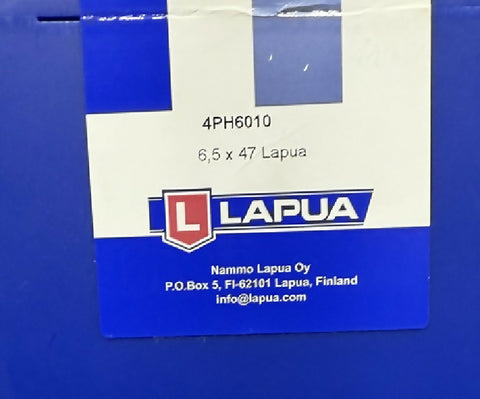 4PH6010
6,5 x 47 Lapua
L LAPUA
Nammo Lapua Oy
P.O.Box 5, FI-62101 Lapua, Finland
info@lapua.com